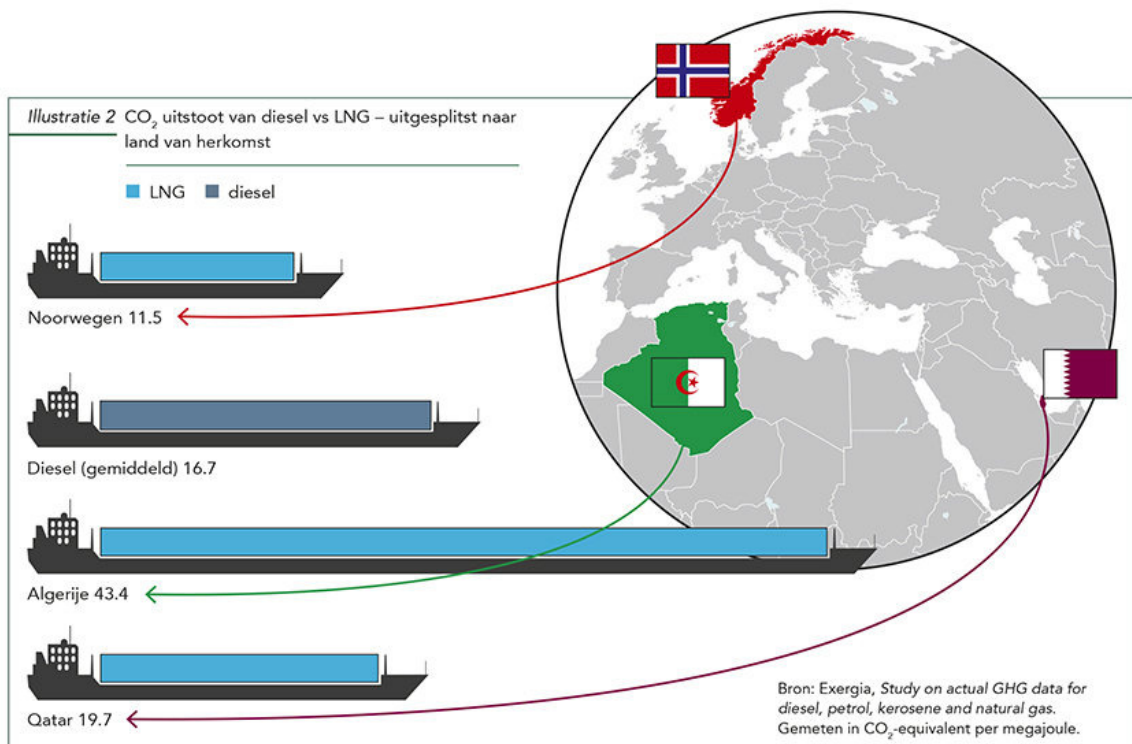 Illustratie 2 CO₂ uitstoot van diesel vs LNG – uitgesplitst naar
land van herkomst
LNG diesel
Noorwegen 11.5
Diesel (gemiddeld) 16.7
Algerije 43.4
Qatar 19.7
Bron: Exergia, Study on actual GHG data for
diesel, petrol, kerosene and natural gas.
Gemeten in CO₂-equivalent per megajoule.